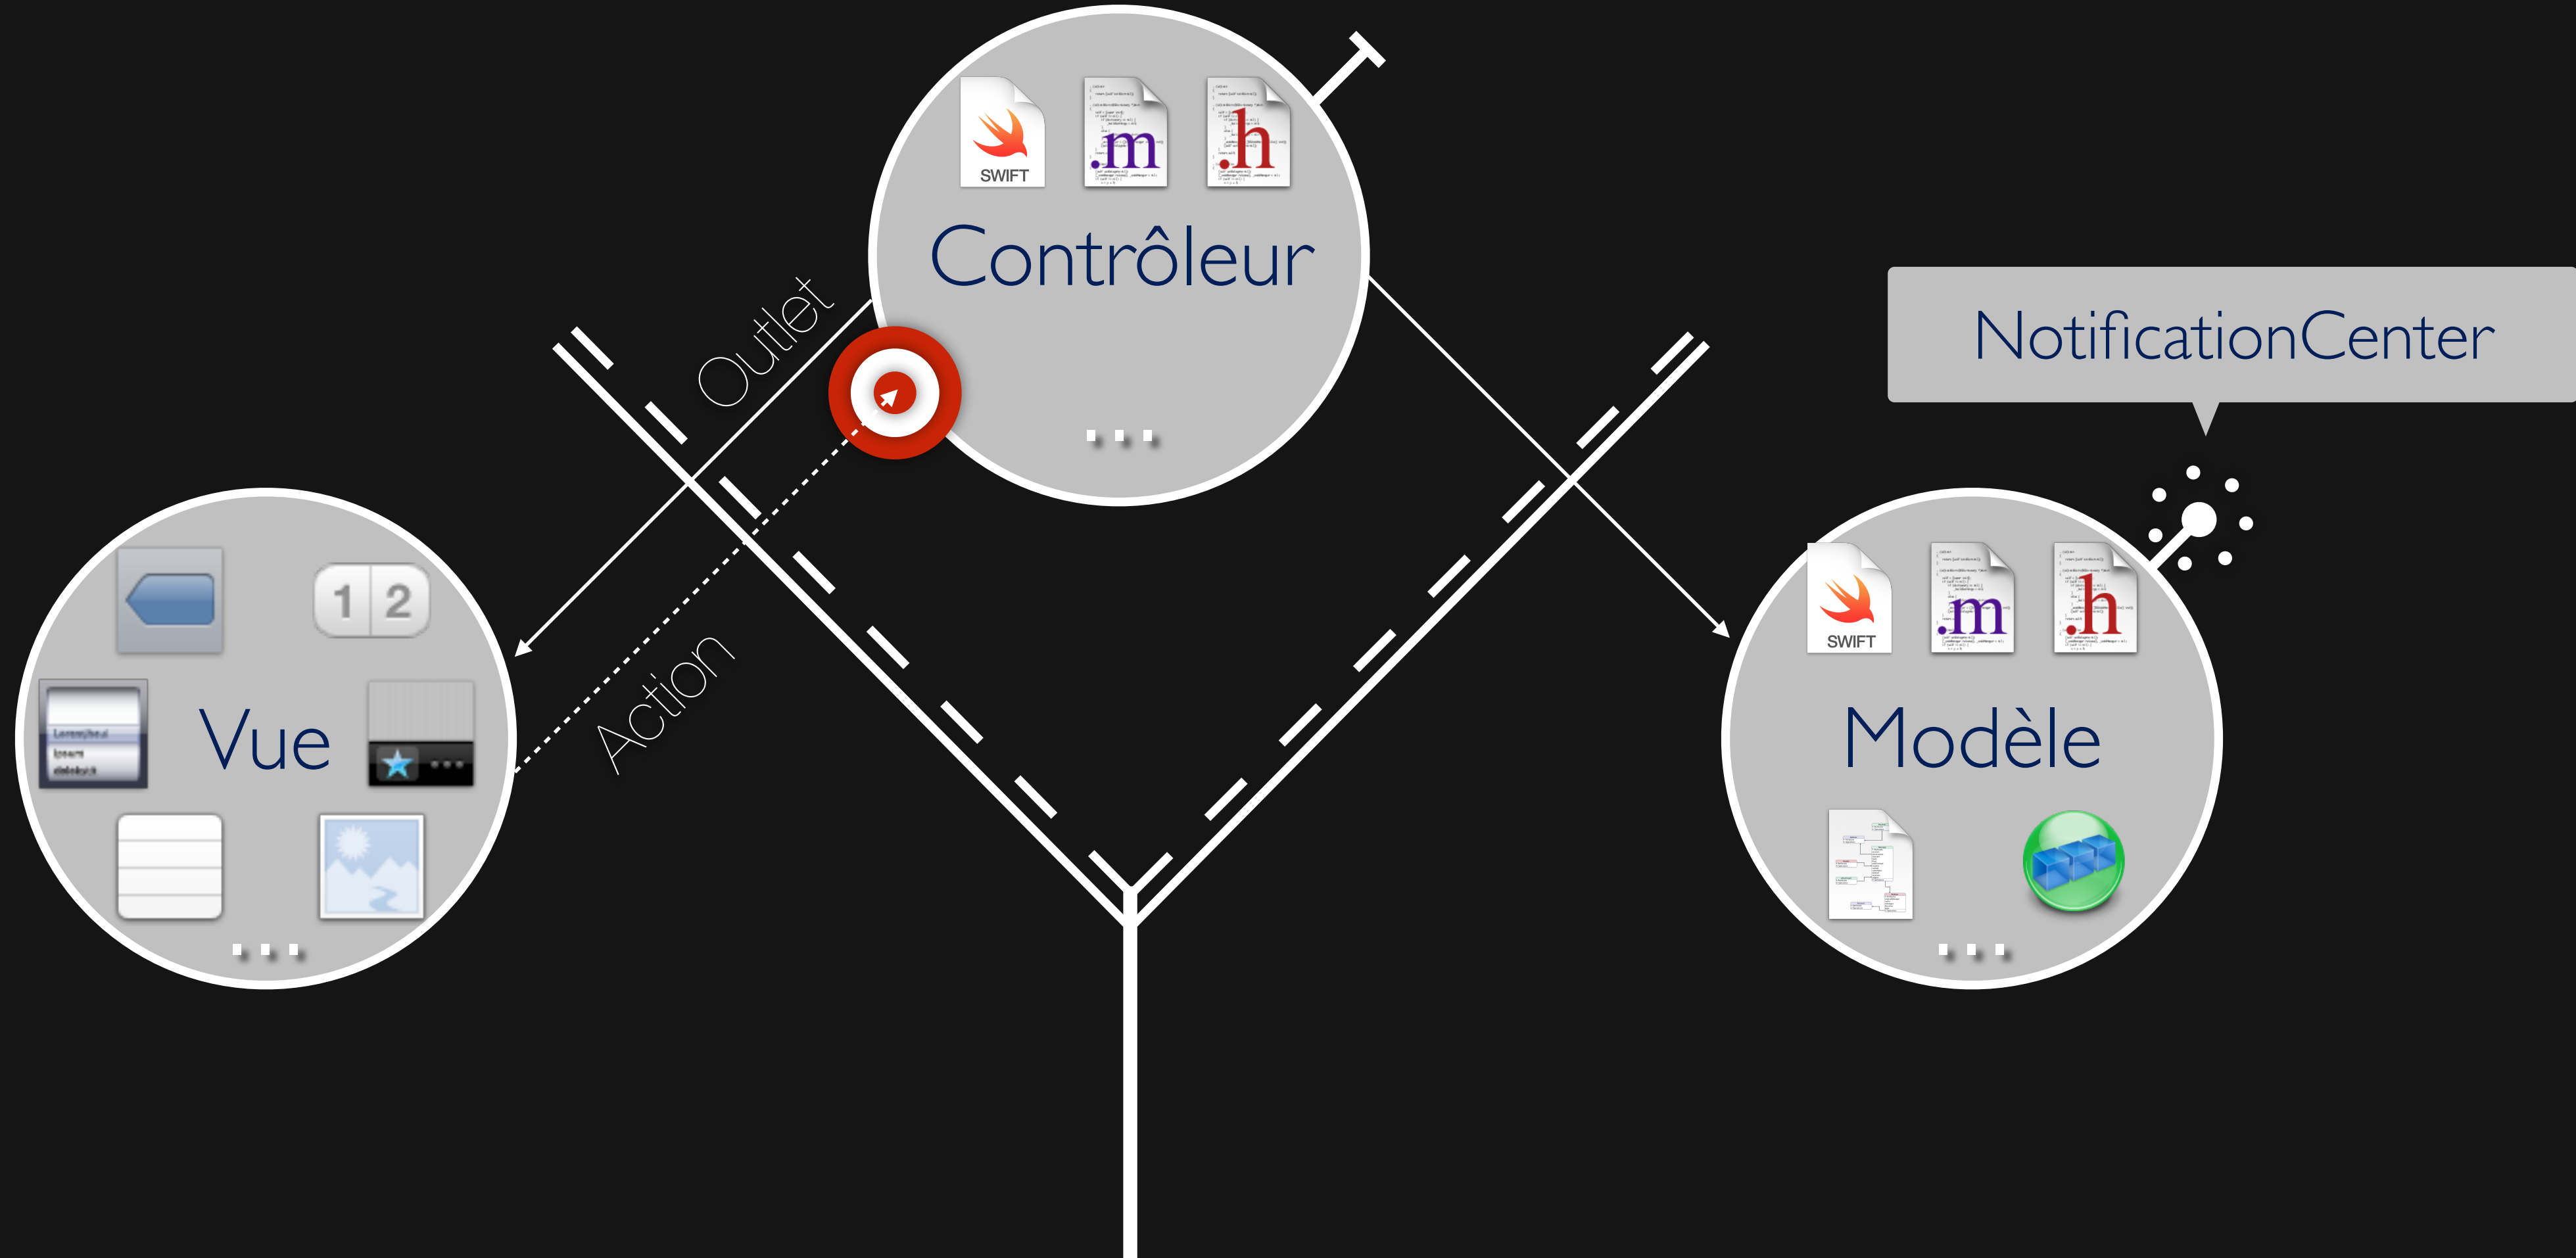 SWIFT
.m
.h
Contrôleur
Outlet
NotificationCenter
Action
1 2
SWIFT
.m
.h
Vue
Modèle